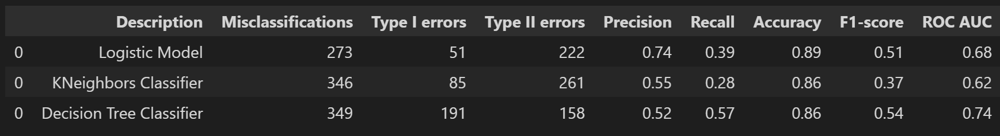 Description Misclassifications Type I errors Type II errors Precision Recall Accuracy F1-score ROC AUC
0 Logistic Model 273 51 222 0.74 0.39 0.89 0.51 0.68
0 KNeighbors Classifier 346 85 261 0.55 0.28 0.86 0.37 0.62
0 Decision Tree Classifier 349 191 158 0.52 0.57 0.86 0.54 0.74